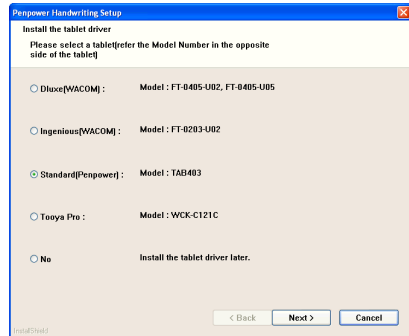 Penpower Handwriting Setup
Install the tablet driver
Please select a tablet(refer the Model Number in the opposite
side of the tablet)
Dluxe(WACOM) : Model : FT-0405-U02, FT-0405-U05
Ingenious(WACOM) : Model : FT-0203-U02
Standard(Penpower) : Model : TAB403
Tooya Pro : Model : WCK-C121C
No Install the tablet driver later.
InstallShield
< Back Next > Cancel